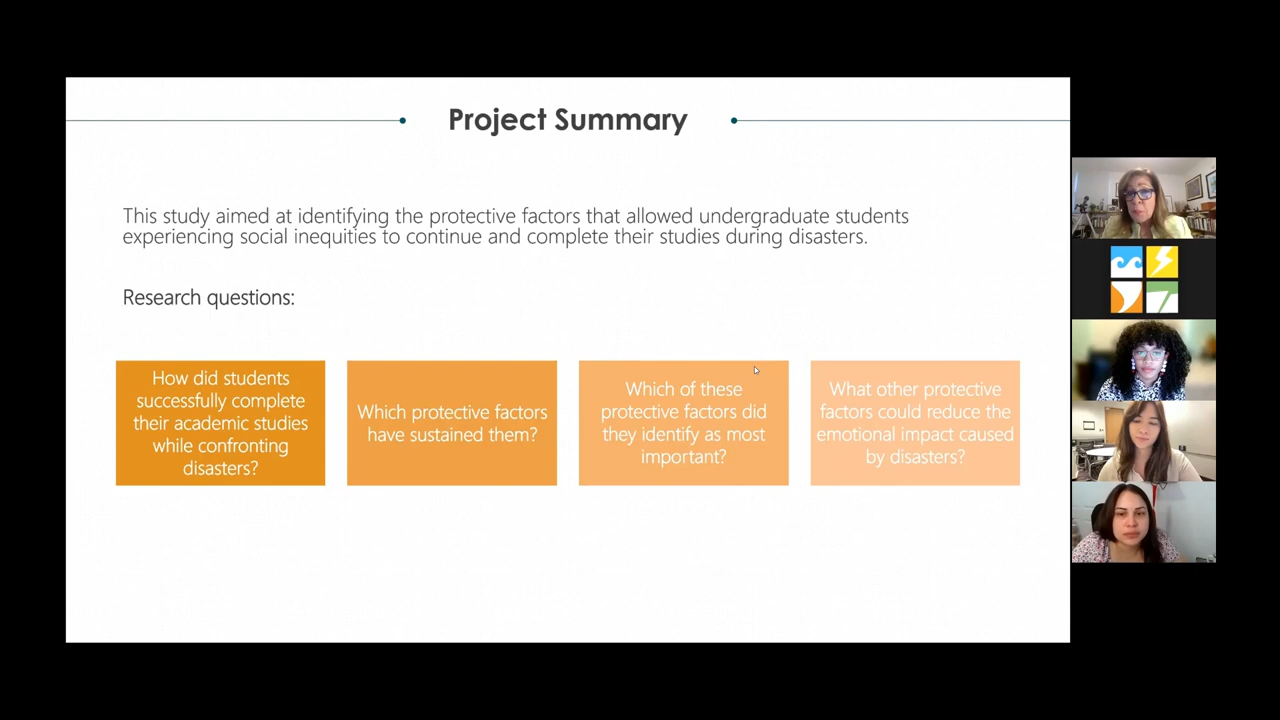 Project Summary
This study aimed at identifying the protective factors that allowed undergraduate students
experiencing social inequities to continue and complete their studies during disasters.
Research questions:
How did students
successfully complete
their academic studies
while confronting
disasters?
Which protective factors
have sustained them?
Which of these
protective factors did
they identify as most
important?
What other protective
factors could reduce the
emotional impact caused
by disasters?